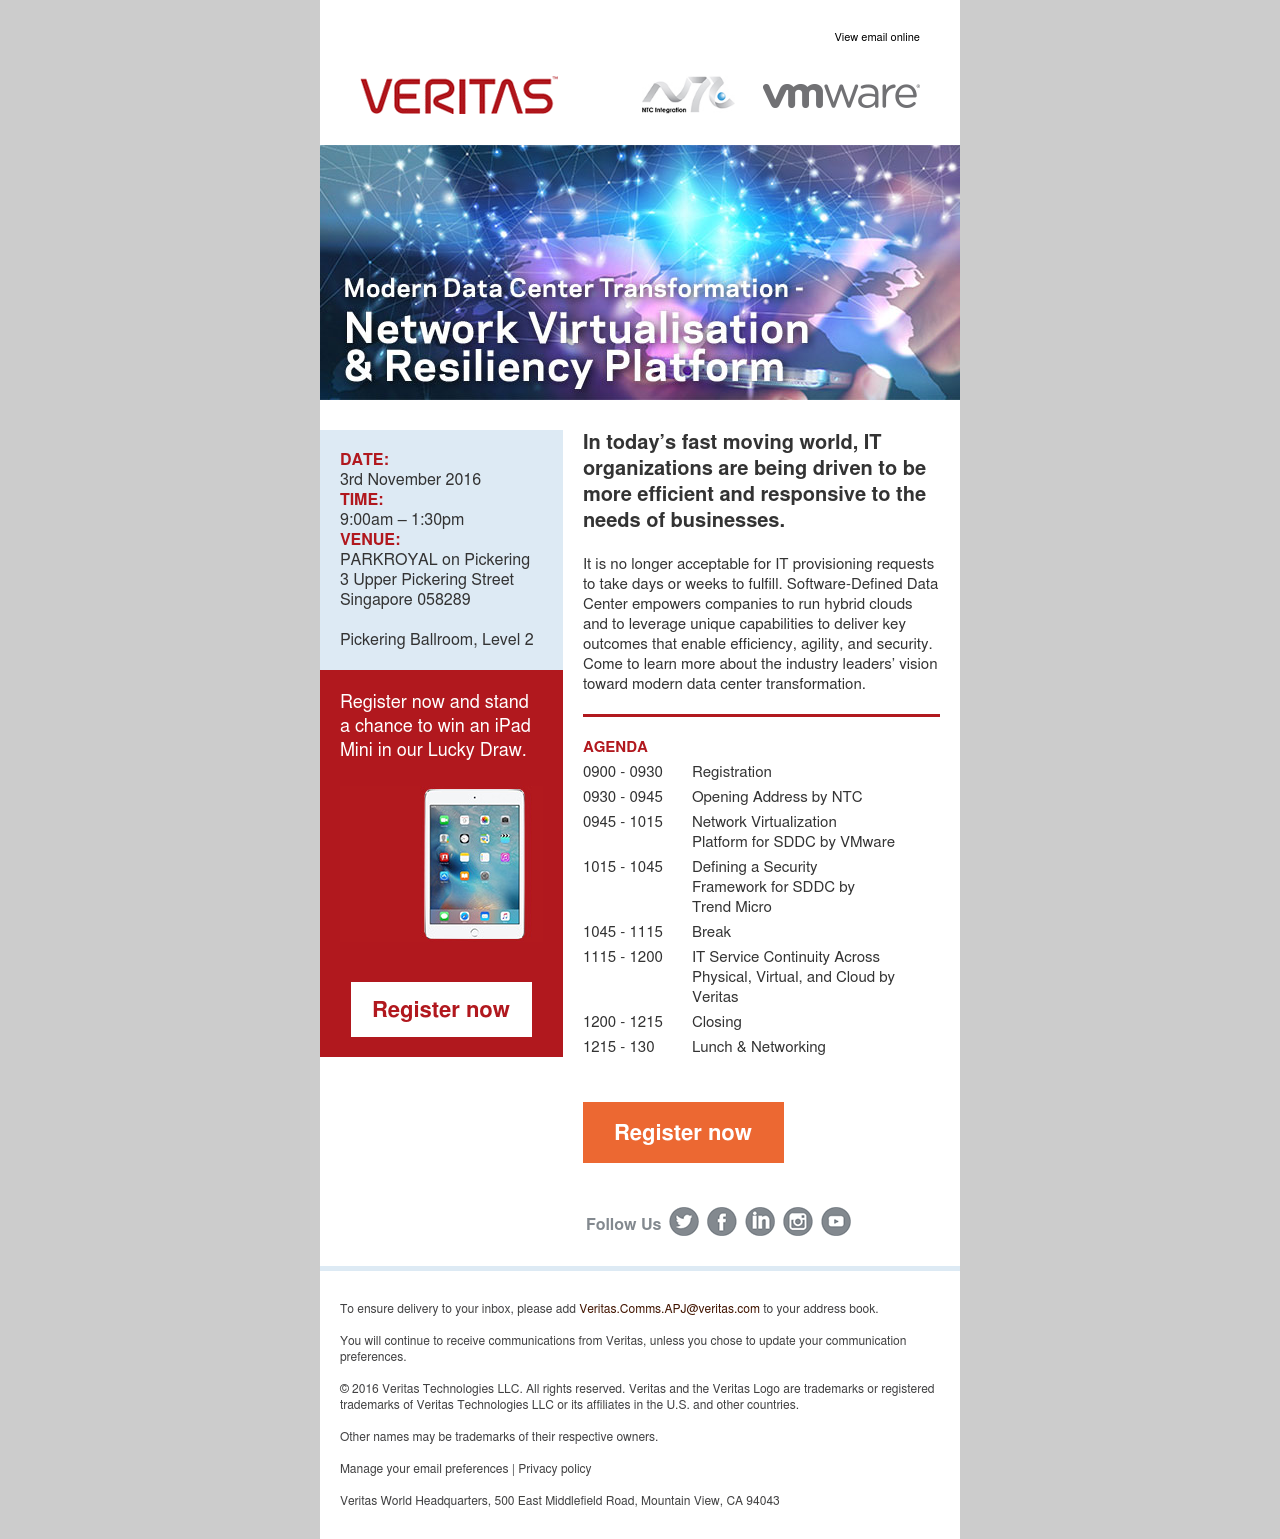 View email online
VERITAS™
NTC Integration
vmware
Modern Data Center Transformation -
Network Virtualisation
& Resiliency Platform
DATE:
3rd November 2016
TIME:
9:00am – 1:30pm
VENUE:
PARKROYAL on Pickering
3 Upper Pickering Street
Singapore 058289
Pickering Ballroom, Level 2
Register now and stand
a chance to win an iPad
Mini in our Lucky Draw.
Register now
In today’s fast moving world, IT
organizations are being driven to be
more efficient and responsive to the
needs of businesses.
It is no longer acceptable for IT provisioning requests
to take days or weeks to fulfill. Software-Defined Data
Center empowers companies to run hybrid clouds
and to leverage unique capabilities to deliver key
outcomes that enable efficiency, agility, and security.
Come to learn more about the industry leaders’ vision
toward modern data center transformation.
AGENDA
0900 - 0930 Registration
0930 - 0945 Opening Address by NTC
0945 - 1015 Network Virtualization
Platform for SDDC by VMware
1015 - 1045 Defining a Security
Framework for SDDC by
Trend Micro
1045 - 1115 Break
1115 - 1200 IT Service Continuity Across
Physical, Virtual, and Cloud by
Veritas
1200 - 1215 Closing
1215 - 130 Lunch & Networking
Register now
Follow Us
To ensure delivery to your inbox, please add Veritas.Comms.APJ@veritas.com to your address book.
You will continue to receive communications from Veritas, unless you chose to update your communication
preferences.
© 2016 Veritas Technologies LLC. All rights reserved. Veritas and the Veritas Logo are trademarks or registered
trademarks of Veritas Technologies LLC or its affiliates in the U.S. and other countries.
Other names may be trademarks of their respective owners.
Manage your email preferences | Privacy policy
Veritas World Headquarters, 500 East Middlefield Road, Mountain View, CA 94043